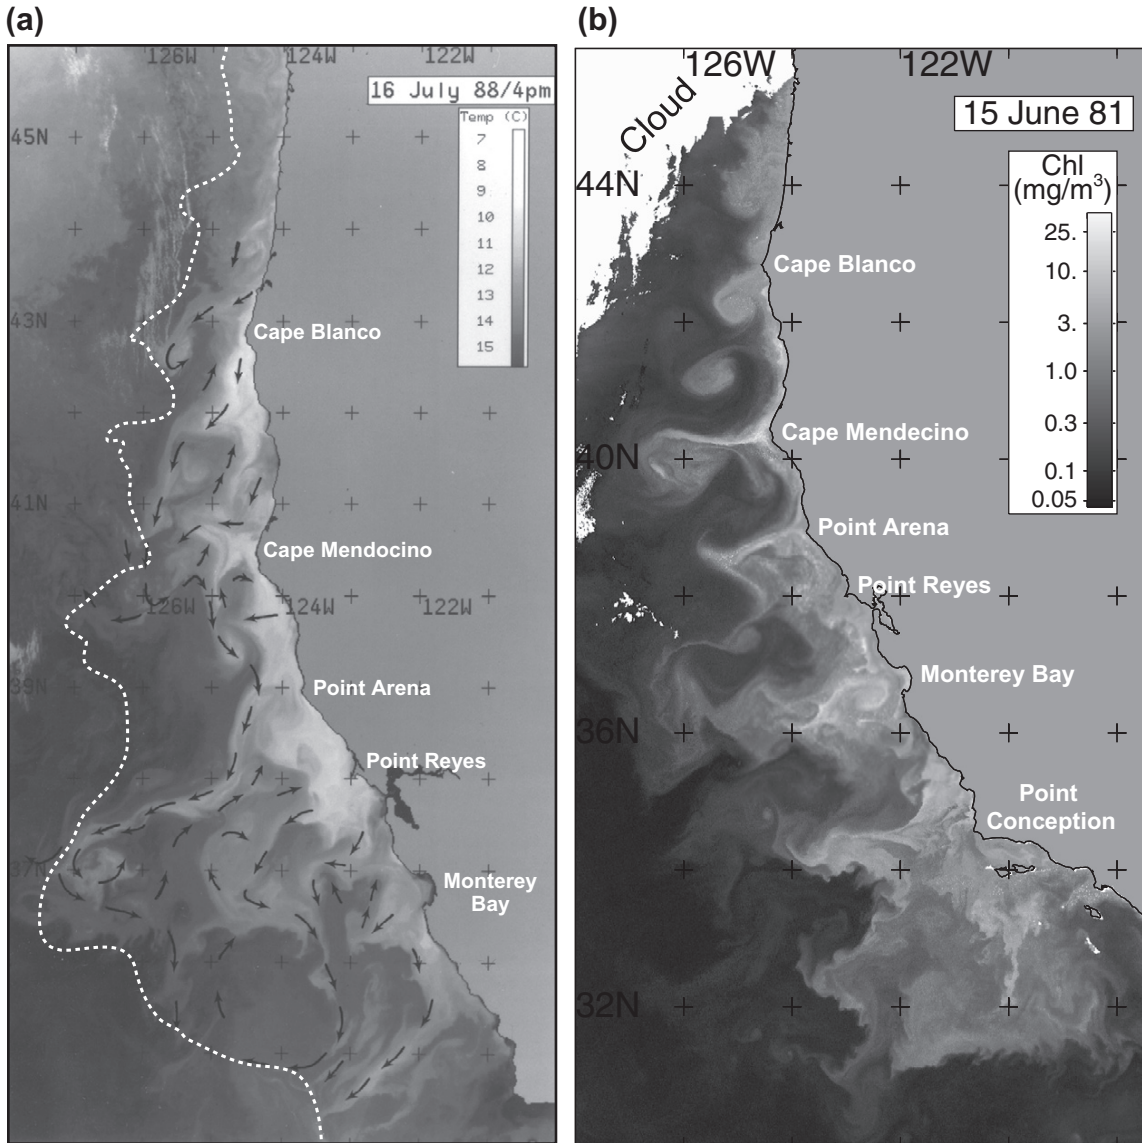 (a)
126W 124W 122W
16 July 88/4pm
Temp (C)
7
8
9
10
11
12
13
14
15
45N
43N
Cape Blanco
41N
Cape Mendocino
126W 124W 122W
39N
Point Arena
Point Reyes
37N
Monterey
Bay
(b)
126W 122W
Cloud
15 June 81
Chl
(mg/m³)
25.
10.
3.
1.0
0.3
0.1
0.05
44N
Cape Blanco
Cape Mendecino
40N
Point Arena
Point Reyes
Monterey Bay
36N
Point
Conception
32N